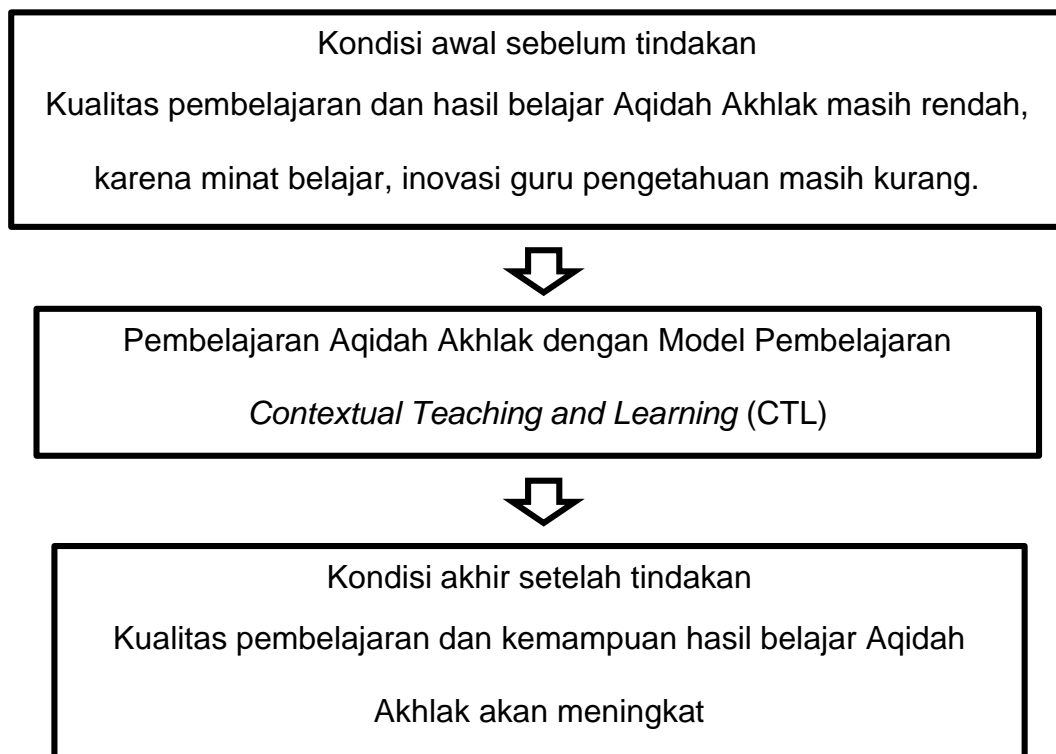 Kondisi awal sebelum tindakan
Kualitas pembelajaran dan hasil belajar Aqidah Akhlak masih rendah,
karena minat belajar, inovasi guru pengetahuan masih kurang.
Pembelajaran Aqidah Akhlak dengan Model Pembelajaran
Contextual Teaching and Learning (CTL)
Kondisi akhir setelah tindakan
Kualitas pembelajaran dan kemampuan hasil belajar Aqidah
Akhlak akan meningkat